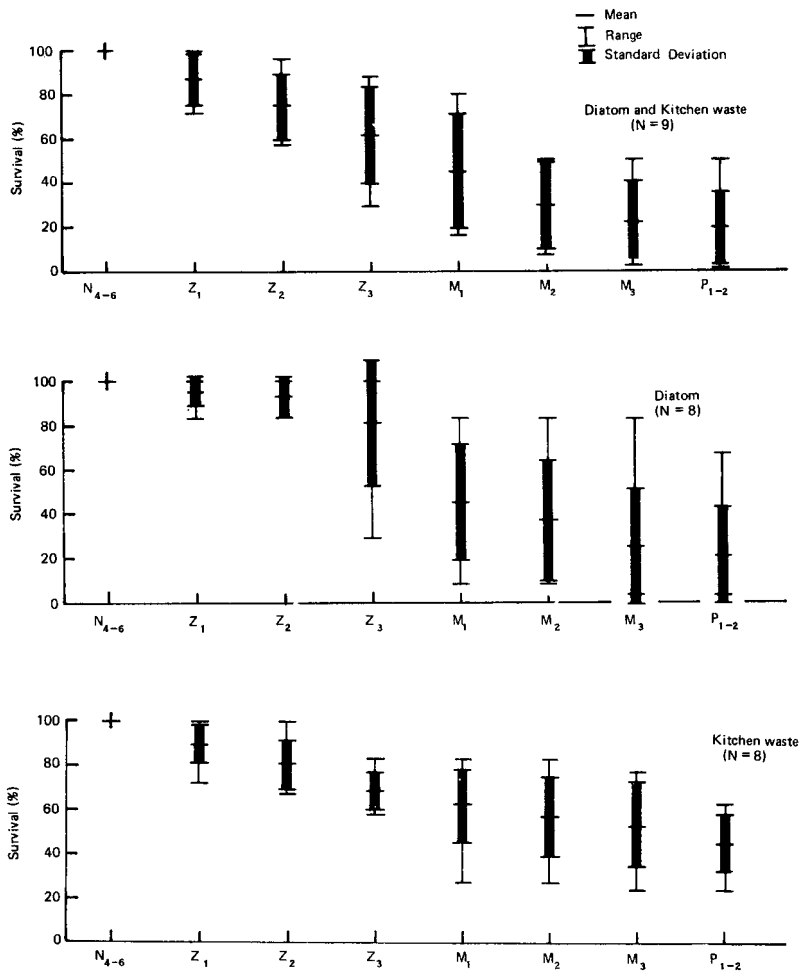 Mean
Range
Standard Deviation
Diatom and Kitchen waste
(N = 9)
Survival (%)
100
80
60
40
20
0
N4–6 Z1 Z2 Z3 M1 M2 M3 P1–2
Diatom
(N = 8)
Survival (%)
100
80
60
40
20
0
N4–6 Z1 Z2 Z3 M1 M2 M3 P1–2
Kitchen waste
(N = 8)
Survival (%)
100
80
60
40
20
0
N4–6 Z1 Z2 Z3 M1 M2 M3 P1–2